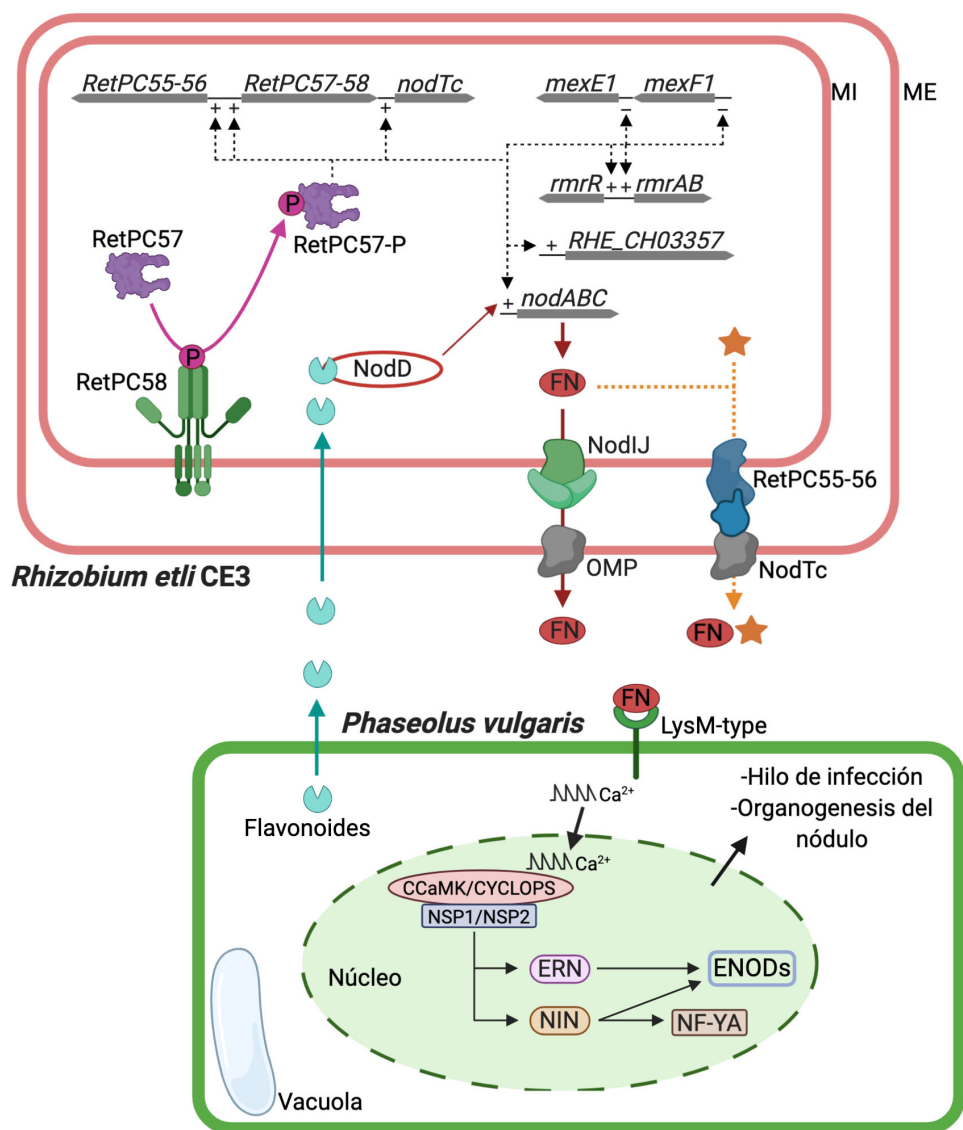 RetPC55-56 RetPC57-58 nodTc mexE1 mexF1
MI ME
+ + + – –
rmrR ++ rmrAB
P
RetPC57 RetPC57-P
+ RHE_CH03357
+ nodABC
P
RetPC58 NodD
FN
NodIJ
RetPC55-56
Rhizobium etli CE3
OMP NodTc
FN FN
FN
Phaseolus vulgaris LysM-type
-Hilo de infección
Ca²⁺
-Organogenesis del
Flavonoides nódulo
Ca²⁺
CCaMK/CYCLOPS
NSP1/NSP2
Núcleo ERN ENODs
NIN NF-YA
Vacuola